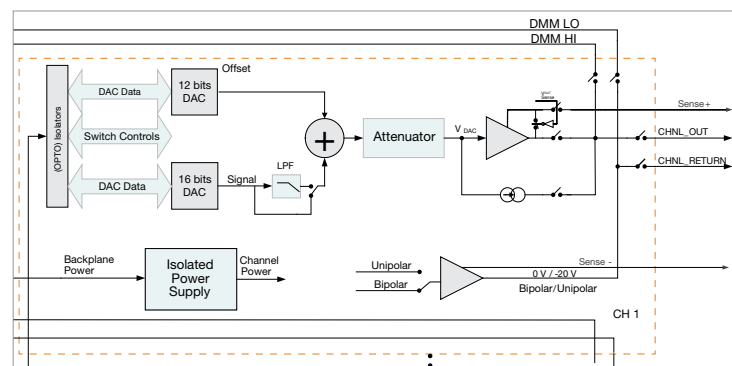 DMM LO
DMM HI
Offset
12 bits
DAC
DAC Data
(OPTO) Isolators
Switch Controls
DAC Data
16 bits
DAC
Signal
LPF
+
Attenuator
V DAC
Sense
Sense+
CHNL_OUT
CHNL_RETURN
Backplane
Power
Isolated
Power
Supply
Channel
Power
Unipolar
Bipolar
Sense -
0 V / -20 V
Bipolar/Unipolar
CH 1